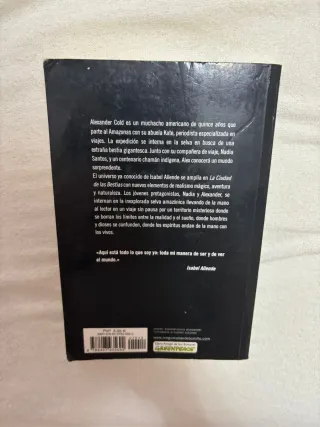 Alexander Cold es un muchacho americano de quince años que
parte al Amazonas con su abuela Kate, periodista especializada en
viajes. La expedición se interna en la selva en busca de una
extraña bestia gigantesca. Junto con su compañera de viaje, Nadia
Santos, y un centenario chamán indígena, Alex conocerá un mundo
sorprendente.
El universo ya conocido de Isabel Allende se amplía en La Ciudad
de las Bestias con nuevos elementos de realismo mágico, aventura
y naturaleza. Los jóvenes protagonistas, Nadia y Alexander, se
internan en la inexplorada selva amazónica llevando de la mano
al lector en un viaje sin pausa por un territorio misterioso donde
se borran los límites entre la realidad y el sueño, donde hombres
y dioses se confunden, donde los espíritus andan de la mano con
los vivos.
«Aquí está todo lo que soy yo: toda mi manera de ser y de ver
el mundo.»
Isabel Allende